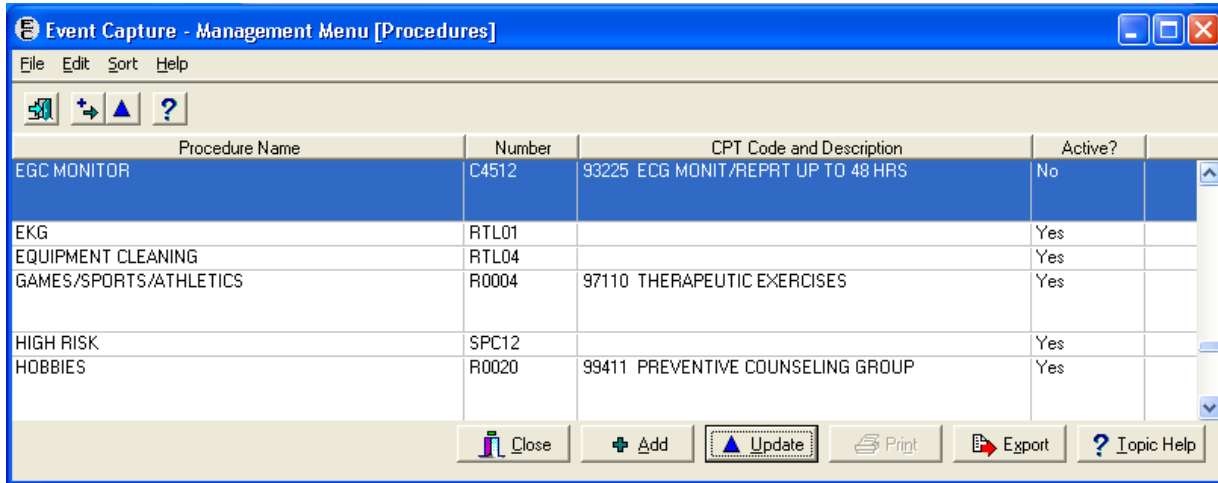 Event Capture - Management Menu [Procedures]
File Edit Sort Help
Procedure Name Number CPT Code and Description Active?
EGC MONITOR C4512 93225 ECG MONIT/REPRT UP TO 48 HRS No
EKG RTL01 Yes
EQUIPMENT CLEANING RTL04 Yes
GAMES/SPORTS/ATHLETICS R0004 97110 THERAPEUTIC EXERCISES Yes
HIGH RISK SPC12 Yes
HOBBIES R0020 99411 PREVENTIVE COUNSELING GROUP Yes
Close Add Update Print Export ? Topic Help